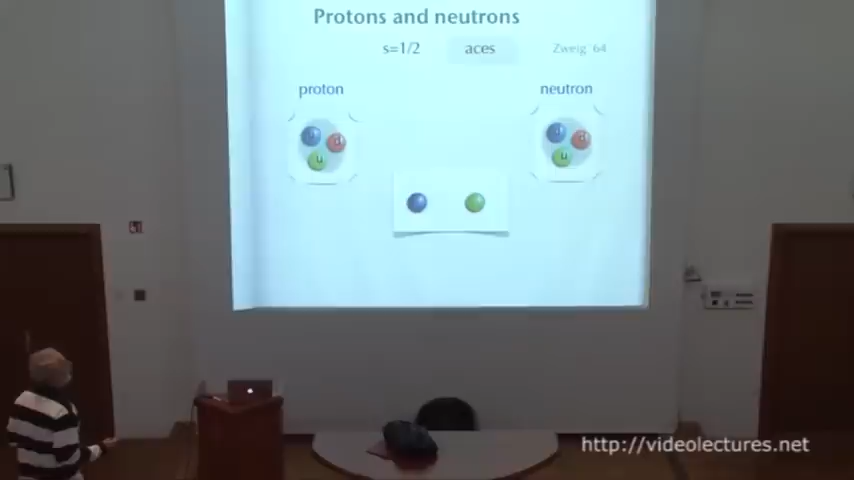 Protons and neutrons
s=1/2 aces Zweig 64
proton neutron
u
http://videolectures.net